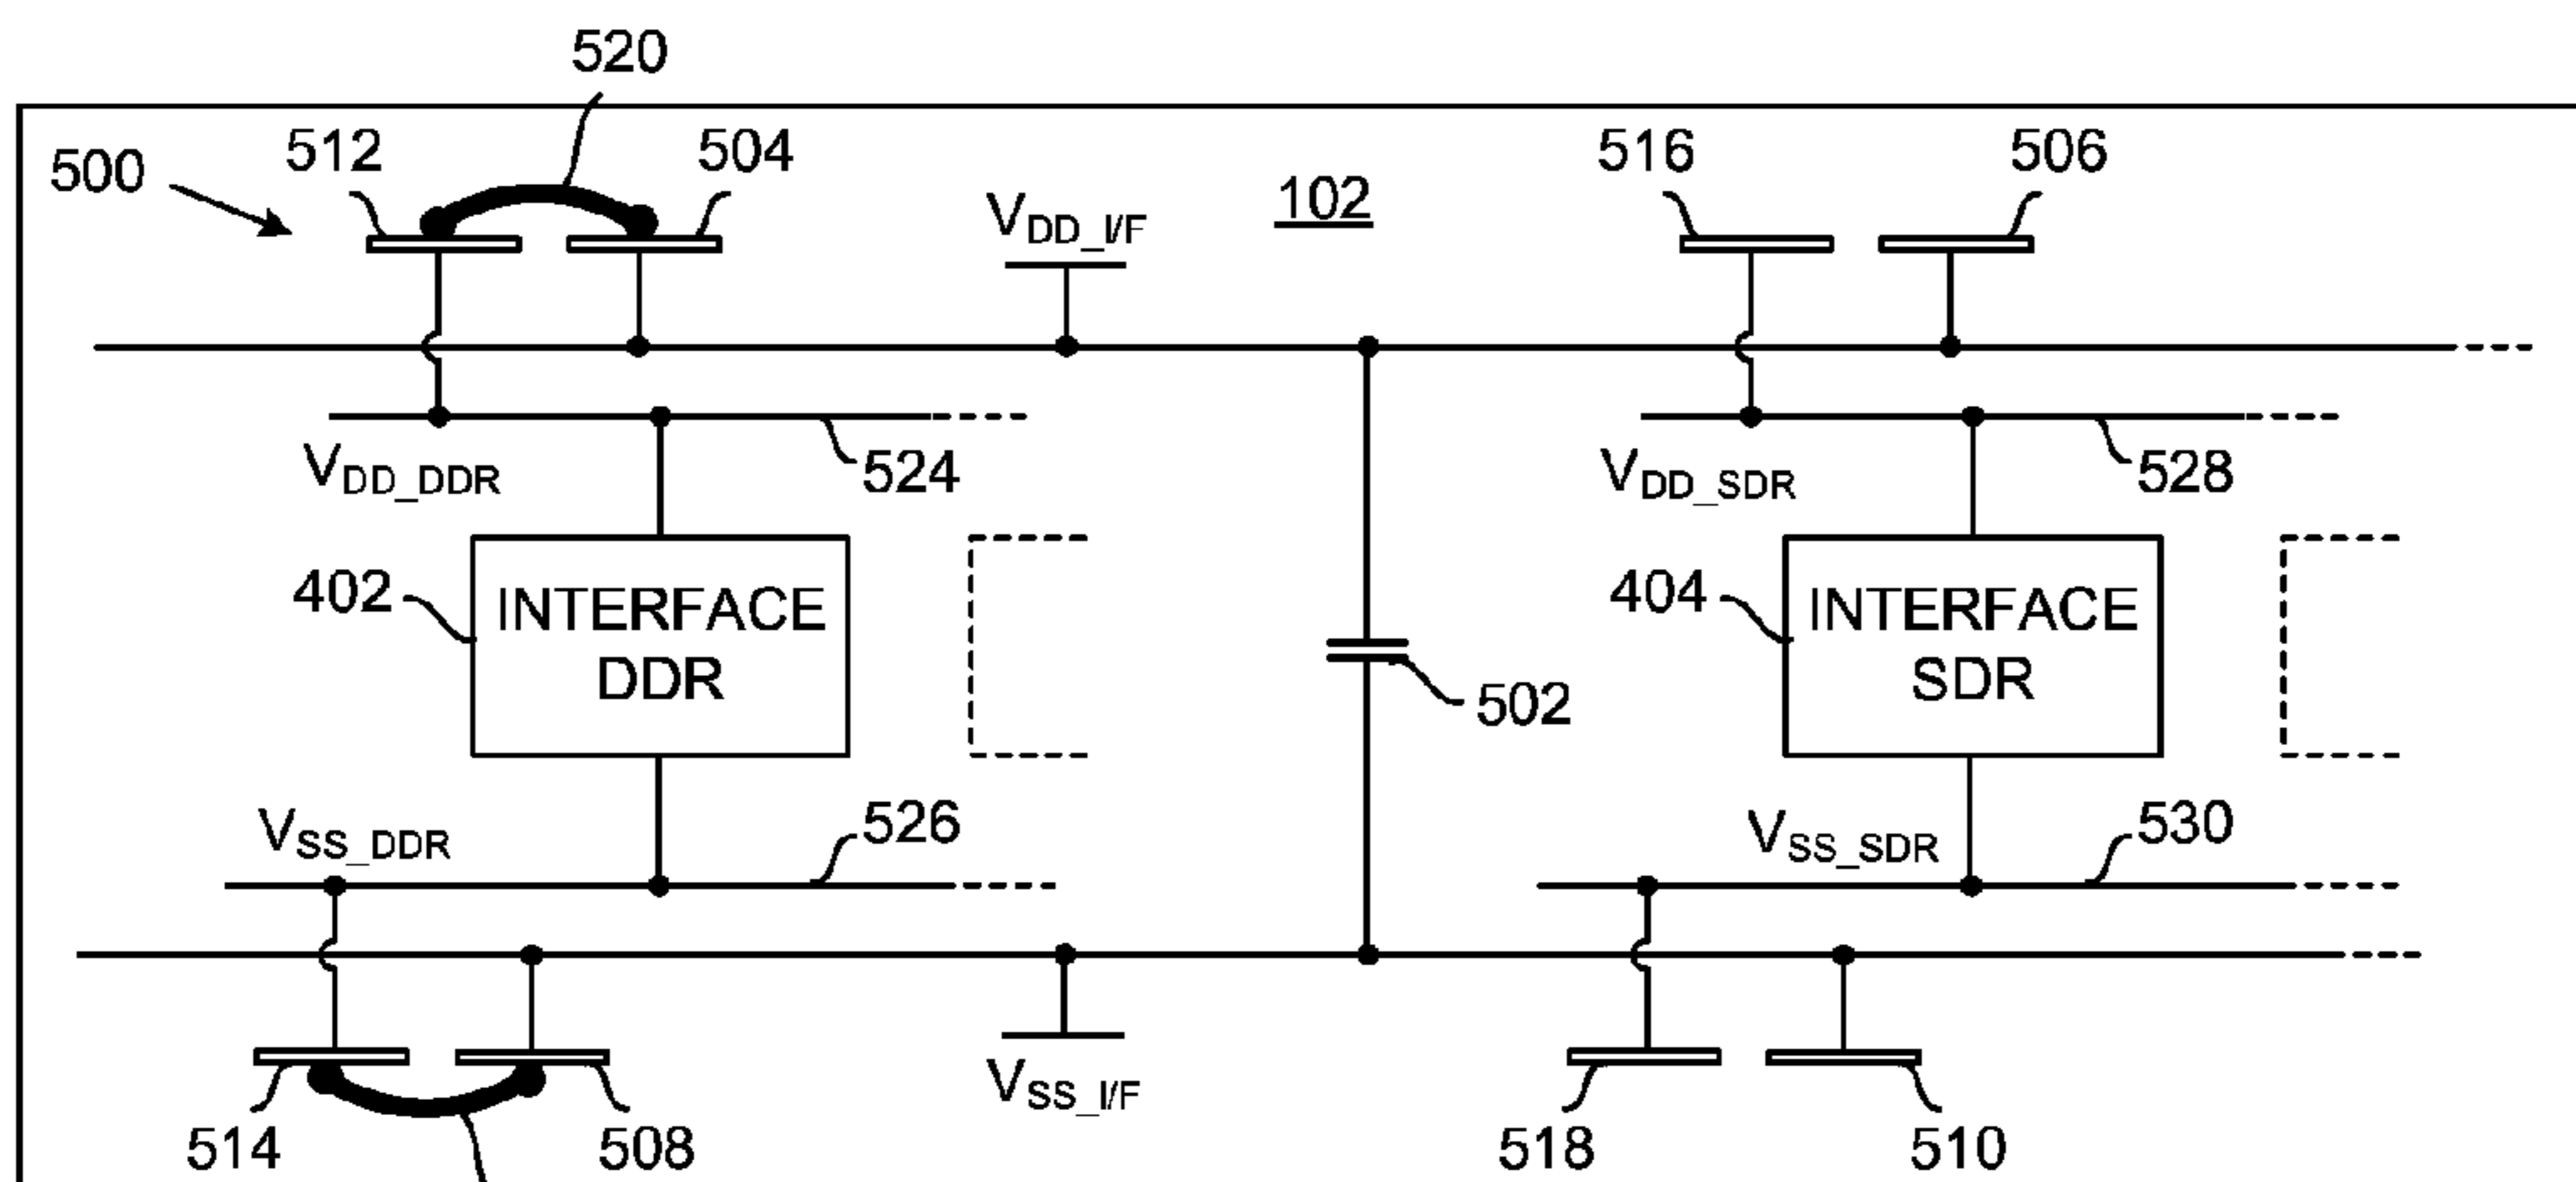 520
512
504
516
506
500
102
V_DD_I/F
V_DD_DDR
524
V_DD_SDR
528
402
INTERFACE
DDR
404
INTERFACE
SDR
502
V_SS_DDR
526
V_SS_SDR
530
V_SS_I/F
514
508
518
510